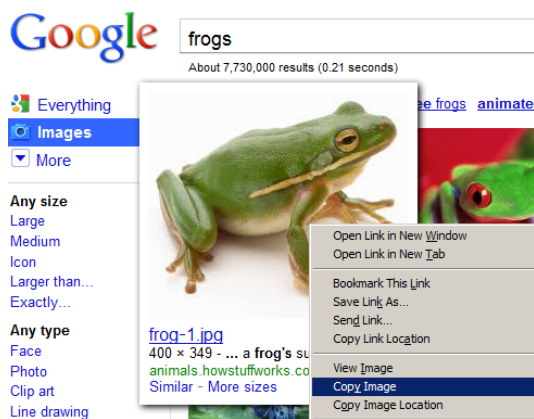 Google
frogs
About 7,730,000 results (0.21 seconds)
Everything
Images
More
Any size
Large
Medium
Icon
Larger than...
Exactly...
Any type
Face
Photo
Clip art
Line drawing
frogs animate
frog-1.jpg
400 × 349 - ... a frog's su
animals.howstuffworks.co
Similar - More sizes
Open Link in New Window
Open Link in New Tab
Bookmark This Link
Save Link As...
Send Link...
Copy Link Location
View Image
Copy Image
Copy Image Location